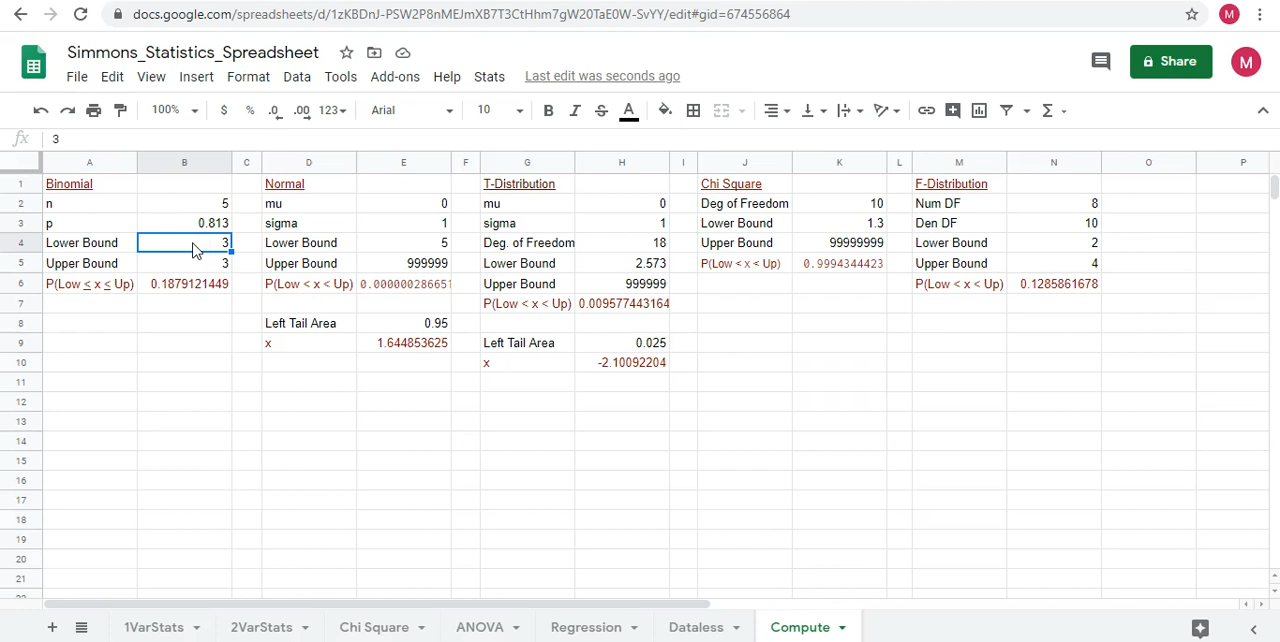 docs.google.com/spreadsheets/d/1zKBDnJ-PSW2P8nMEJmXB7T3CtHhm7gW20TaE0W-SvYY/edit#gid=674556864
M
Simmons_Statistics_Spreadsheet
File Edit View Insert Format Data Tools Add-ons Help Stats Last edit was seconds ago
Share
M
100% $ % .0 .00 123 Arial 10 B I S A Σ
fx 3
A B C D E F G H I J K L M N O P
1 Binomial Normal T-Distribution Chi Square F-Distribution
2 n 5 mu 0 mu 0 Deg of Freedom 10 Num DF 8
3 p 0.813 sigma 1 sigma 1 Lower Bound 1.3 Den DF 10
4 Lower Bound 3 Lower Bound 5 Deg. of Freedom 18 Upper Bound 99999999 Lower Bound 2
5 Upper Bound 3 Upper Bound 999999 Lower Bound 2.573 P(Low < x < Up) 0.9994344423 Upper Bound 4
6 P(Low ≤ x ≤ Up) 0.1879121449 P(Low < x < Up) 0.000000286651 Upper Bound 999999 P(Low < x < Up) 0.1285861678
7 P(Low < x < Up) 0.009577443164
8 Left Tail Area 0.95
9 x 1.644853625 Left Tail Area 0.025
10 x -2.10092204
11
12
13
14
15
16
17
18
19
20
21
1VarStats 2VarStats Chi Square ANOVA Regression Dataless Compute